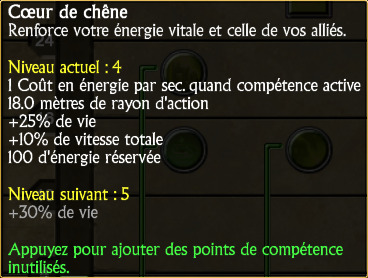 Cœur de chêne
Renforce votre énergie vitale et celle de vos alliés.
24
Niveau actuel : 4
1 Coût en énergie par sec. quand compétence active
18.0 mètres de rayon d'action
+25% de vie
+10% de vitesse totale
100 d'énergie réservée
Niveau suivant : 5
+30% de vie
Appuyez pour ajouter des points de compétence
inutilisés.